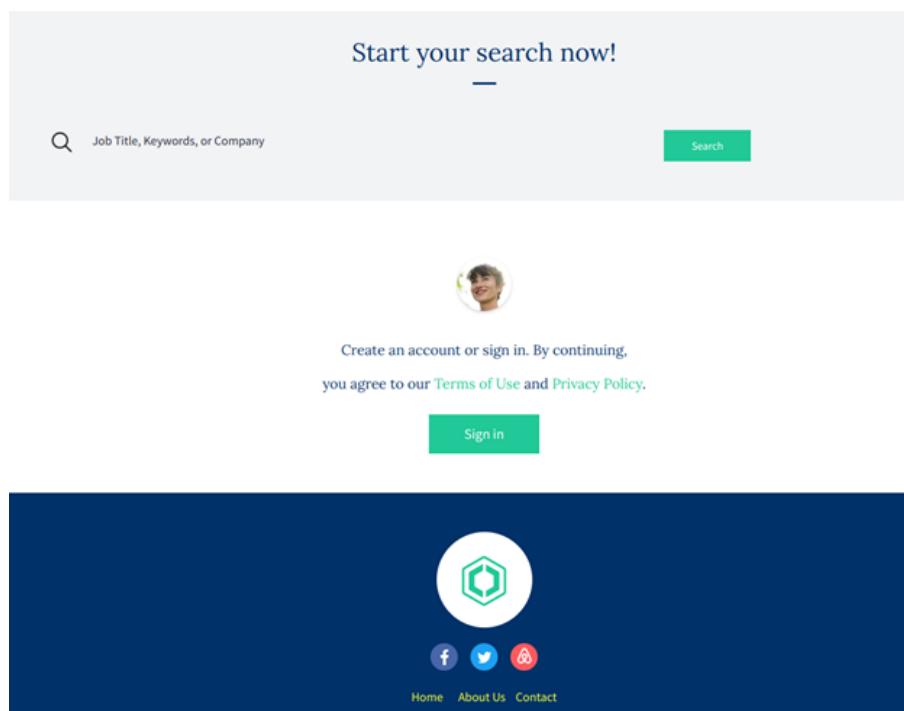 Start your search now!
Job Title, Keywords, or Company
Search
Create an account or sign in. By continuing,
you agree to our Terms of Use and Privacy Policy.
Sign in
Home About Us Contact